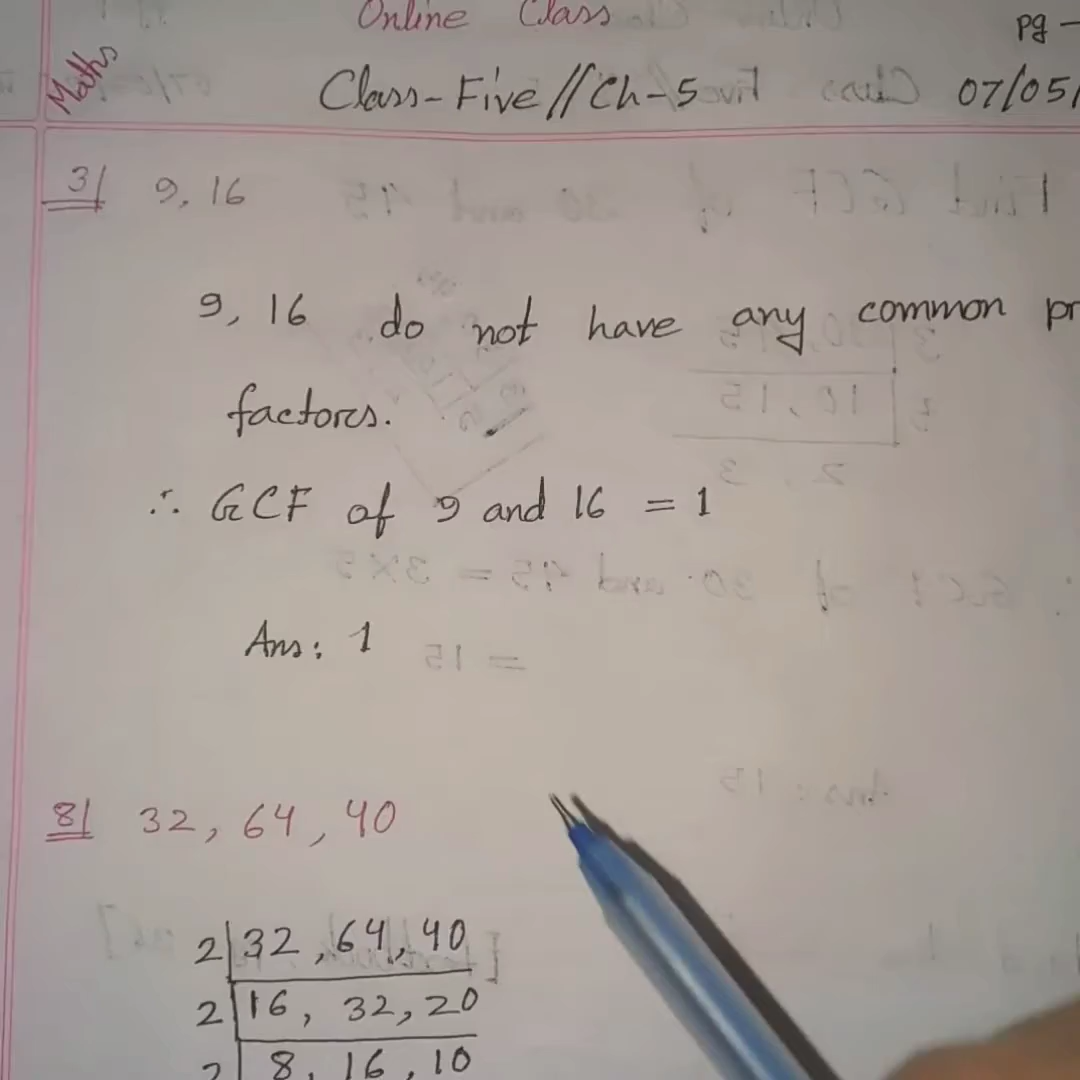 Online Class
pg -
Maths
Class-Five//Ch-5
07/05/
3/ 9, 16
9, 16 do not have any common pr
factors.
∴ GCF of 9 and 16 = 1
Ans: 1
8/ 32, 64, 40
2 32, 64, 40
2 16, 32, 20
2 8, 16, 10